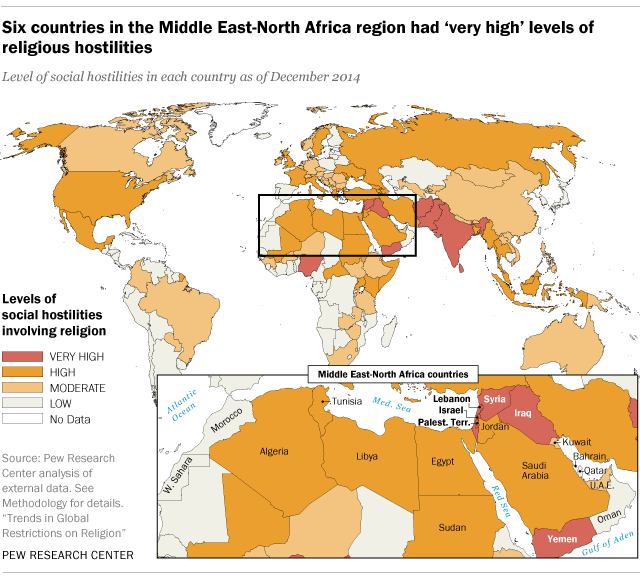 Six countries in the Middle East-North Africa region had ‘very high’ levels of
religious hostilities
Level of social hostilities in each country as of December 2014
Levels of
social hostilities
involving religion
VERY HIGH
HIGH
MODERATE
LOW
No Data
Middle East-North Africa countries
Atlantic
Ocean
Morocco
W. Sahara
Algeria
Tunisia
Med. Sea
Libya
Egypt
Sudan
Lebanon
Israel
Palest. Terr.
Syria
Iraq
Jordan
Kuwait
Bahrain
Qatar
U.A.E.
Saudi
Arabia
Red Sea
Oman
Yemen
Gulf of Aden
Source: Pew Research
Center analysis of
external data. See
Methodology for details.
“Trends in Global
Restrictions on Religion”
PEW RESEARCH CENTER